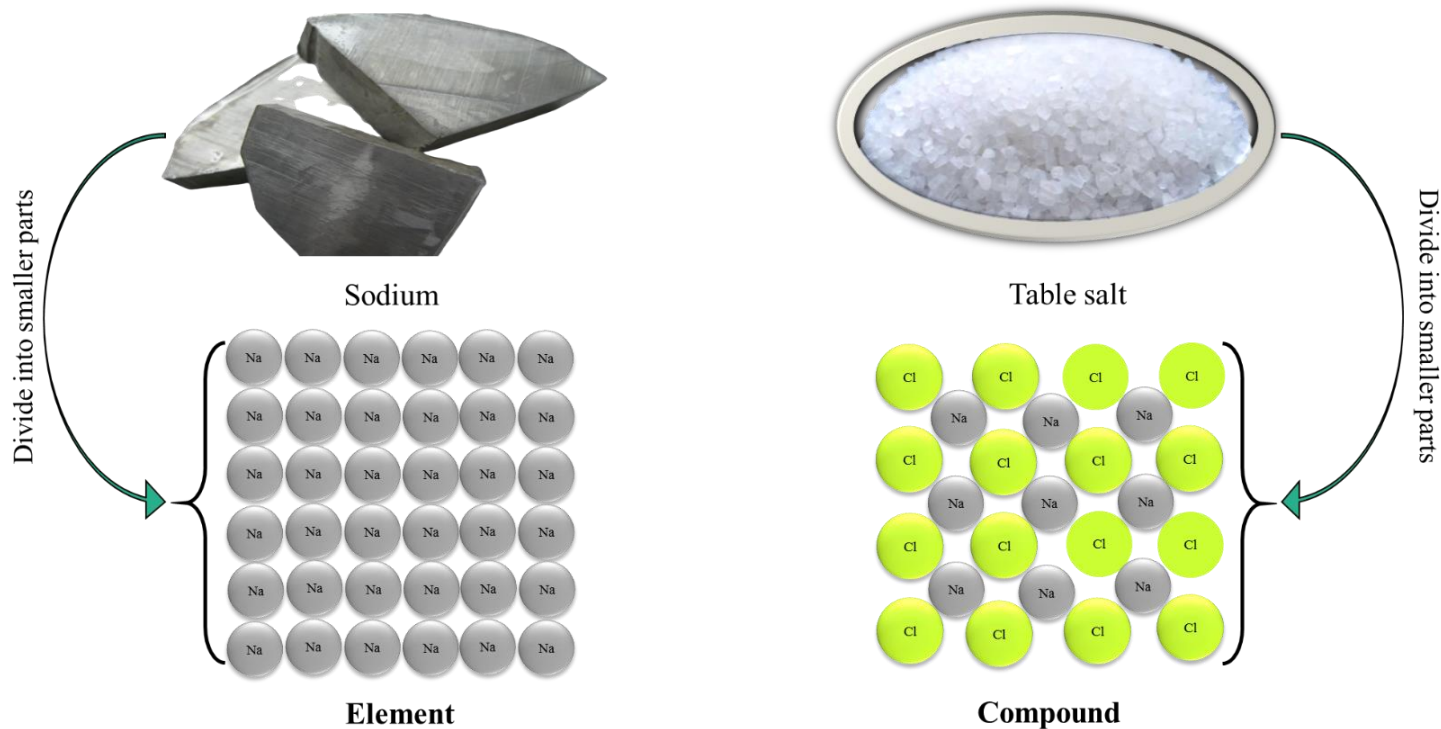 Divide into smaller parts
Sodium
Na Na Na Na Na Na
Na Na Na Na Na Na
Na Na Na Na Na Na
Na Na Na Na Na Na
Na Na Na Na Na Na
Na Na Na Na Na Na
Element
Table salt
Divide into smaller parts
Cl Cl Cl Cl
Na Na Na
Cl Cl Cl Cl
Na Na Na
Cl Cl Cl Cl
Na Na Na
Cl Cl Cl Cl
Compound